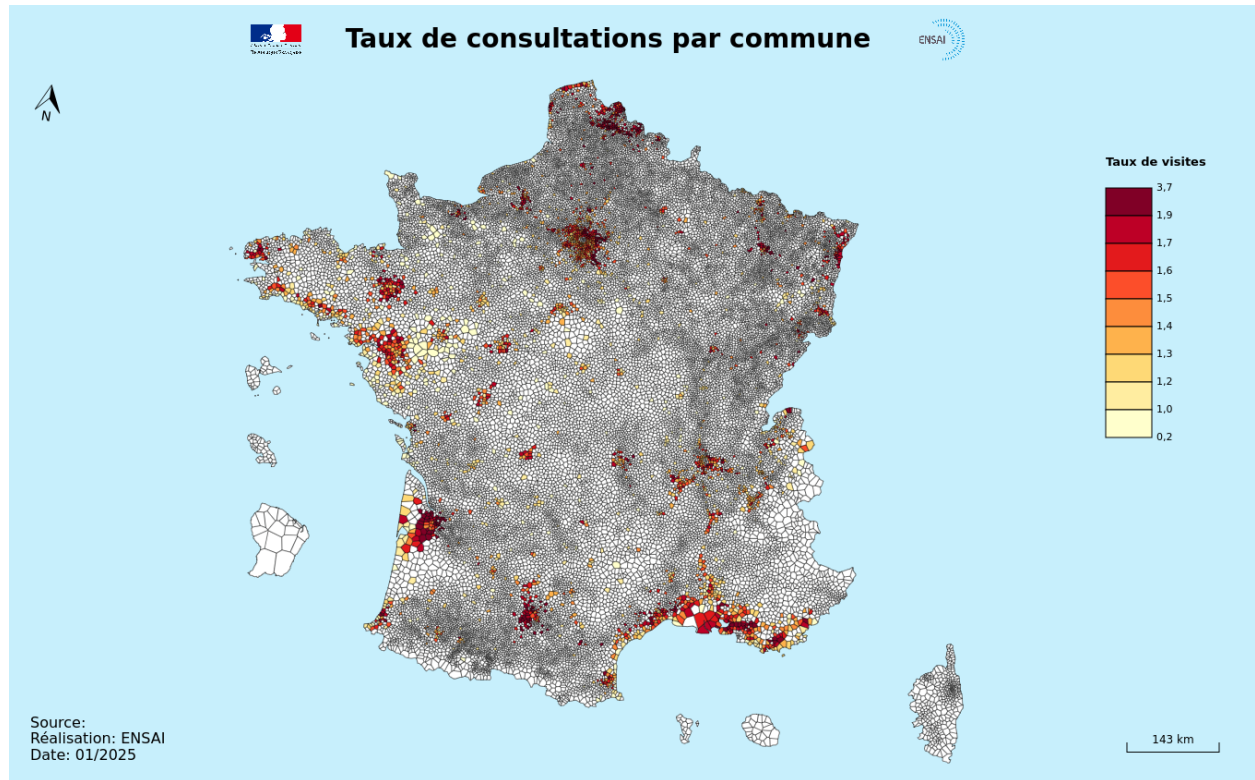 Taux de consultations par commune
ENSAI
N
Taux de visites
3,7
1,9
1,7
1,6
1,5
1,4
1,3
1,2
1,0
0,2
Source:
Réalisation: ENSAI
Date: 01/2025
143 km